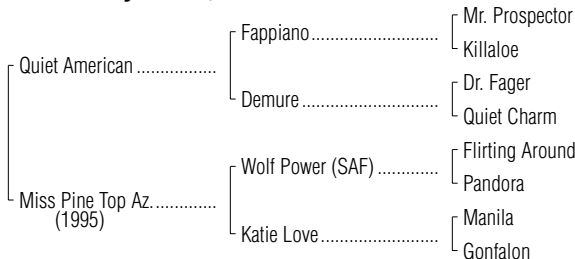 Mr. Prospector
Fappiano
Killaloe
Quiet American
Dr. Fager
Demure
Quiet Charm
Flirting Around
Wolf Power (SAF)
Pandora
Miss Pine Top Az.
(1995)
Manila
Katie Love
Gonfalon